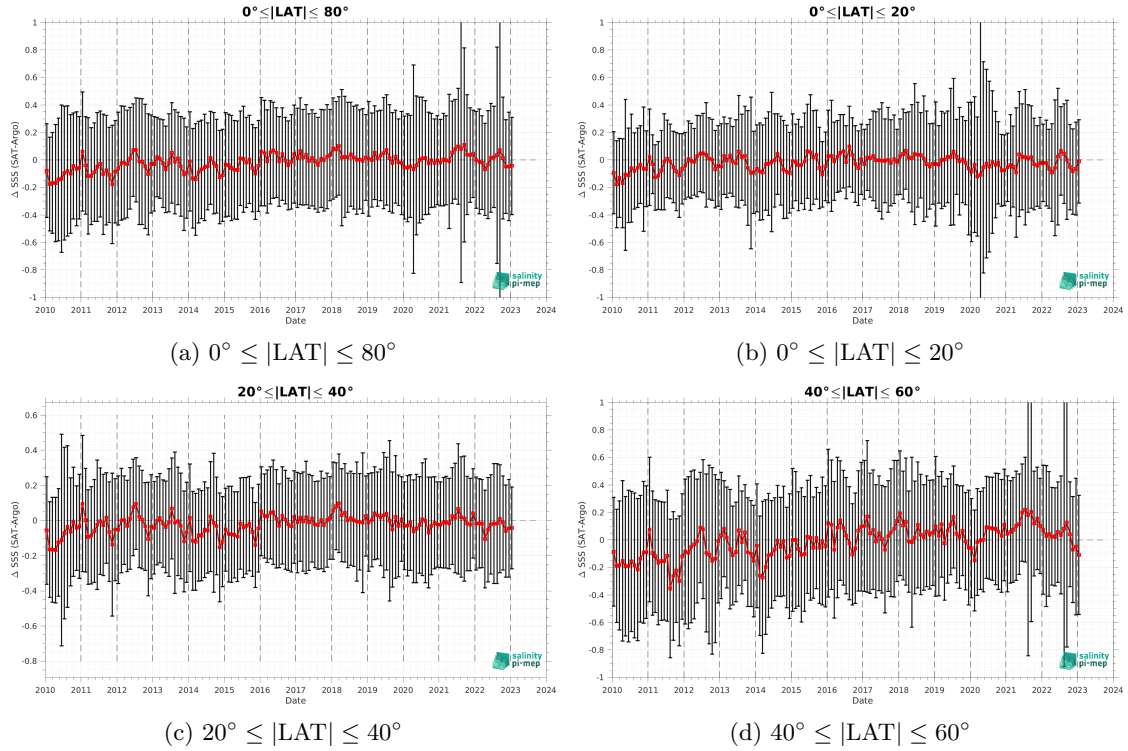 0°≤|LAT|≤ 80°
Δ SSS (SAT-Argo)
1
0.8
0.6
0.4
0.2
0
-0.2
-0.4
-0.6
-0.8
-1
2010 2011 2012 2013 2014 2015 2016 2017 2018 2019 2020 2021 2022 2023 2024
Date
salinity
pi-mep
(a) 0° ≤ |LAT| ≤ 80°
0°≤|LAT|≤ 20°
Δ SSS (SAT-Argo)
1
0.8
0.6
0.4
0.2
0
-0.2
-0.4
-0.6
-0.8
-1
2010 2011 2012 2013 2014 2015 2016 2017 2018 2019 2020 2021 2022 2023 2024
Date
salinity
pi-mep
(b) 0° ≤ |LAT| ≤ 20°
20°≤|LAT|≤ 40°
Δ SSS (SAT-Argo)
0.6
0.4
0.2
0
-0.2
-0.4
-0.6
-0.8
2010 2011 2012 2013 2014 2015 2016 2017 2018 2019 2020 2021 2022 2023 2024
Date
salinity
pi-mep
(c) 20° ≤ |LAT| ≤ 40°
40°≤|LAT|≤ 60°
Δ SSS (SAT-Argo)
1
0.8
0.6
0.4
0.2
0
-0.2
-0.4
-0.6
-0.8
-1
2010 2011 2012 2013 2014 2015 2016 2017 2018 2019 2020 2021 2022 2023 2024
Date
salinity
pi-mep
(d) 40° ≤ |LAT| ≤ 60°